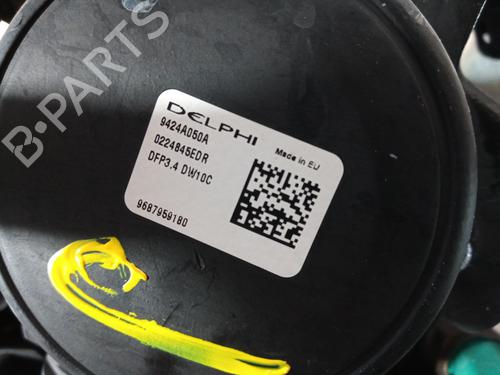 DELPHI
Made in EU
9424A050A
0224845EDR
DFP3.4 DW10C
9687959180
B-PARTS